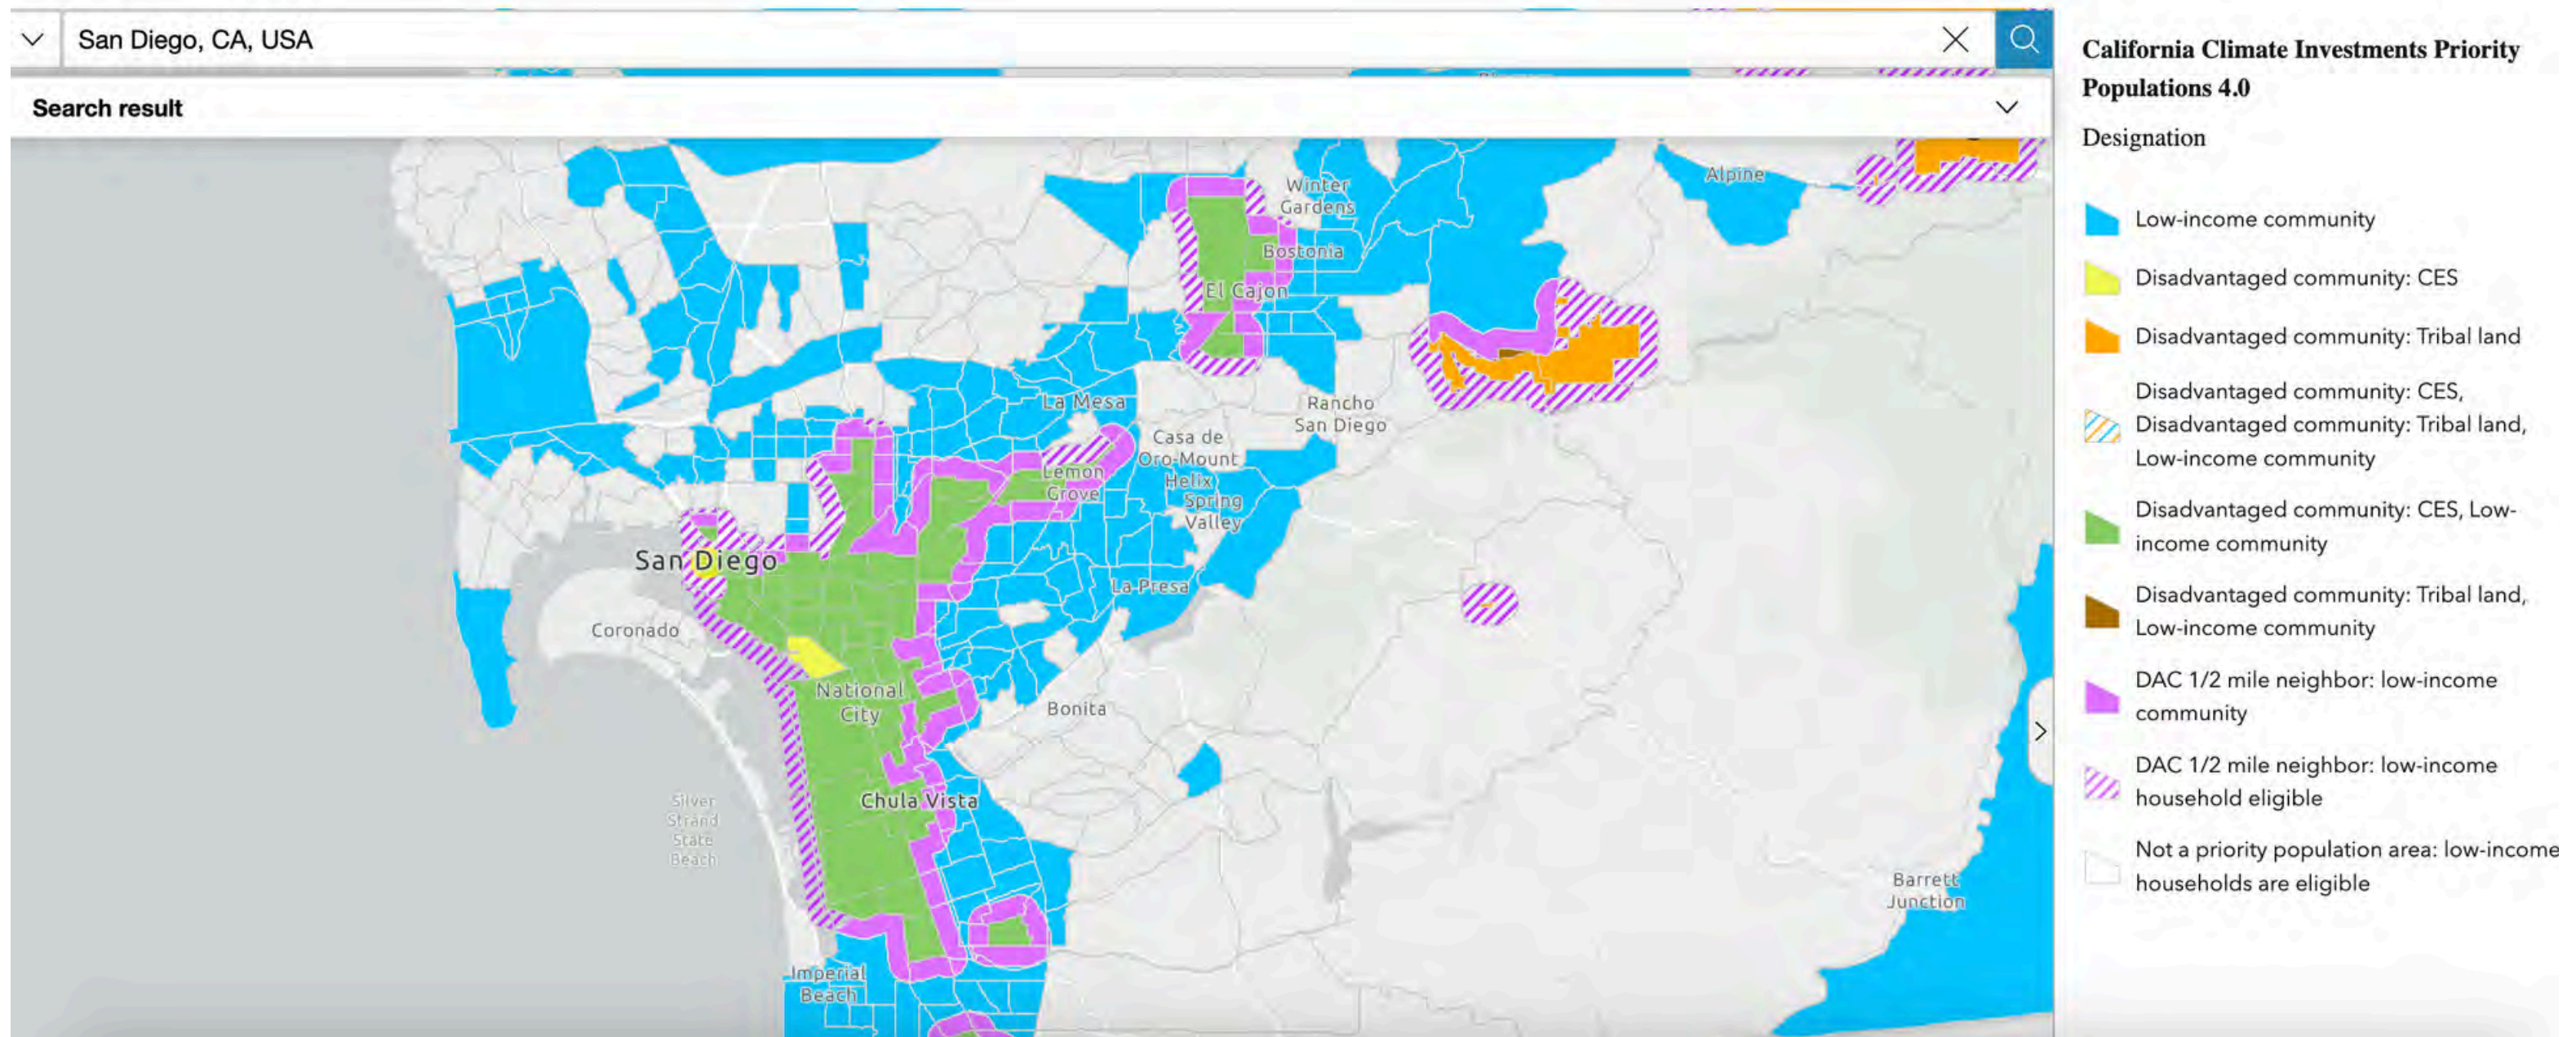 San Diego, CA, USA
Search result
California Climate Investments Priority
Populations 4.0
Designation
Low-income community
Disadvantaged community: CES
Disadvantaged community: Tribal land
Disadvantaged community: CES,
Disadvantaged community: Tribal land,
Low-income community
Disadvantaged community: CES, Low-
income community
Disadvantaged community: Tribal land,
Low-income community
DAC 1/2 mile neighbor: low-income
community
DAC 1/2 mile neighbor: low-income
household eligible
Not a priority population area: low-income
households are eligible
Alpine
Winter
Gardens
Bostonia
El Cajon
La Mesa
Rancho
San Diego
Casa de
Oro-Mount
Helix
Lemon
Grove
Spring
Valley
San Diego
La Presa
Coronado
National
City
Bonita
Chula Vista
Silver
Strand
State
Beach
Barrett
Junction
Imperial
Beach